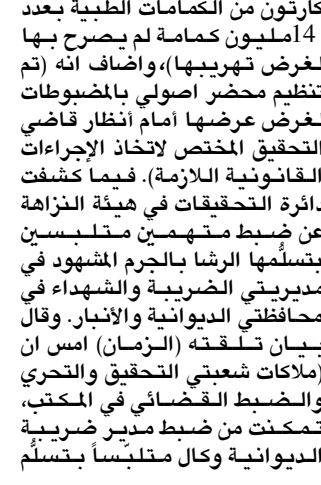 كارتون من الكمامات الطبية بعدد
14مليون كمامة لم يصرح بها
لغرض تهريبها)،واضاف انه (تم
تنظيم محضر اصولي بالمضبوطات
لغرض عرضها أمام أنظار قاضي
التحقيق المختص لاتخاذ الإجراءات
القانونية اللازمة). فيما كشفت
دائرة التحقيقات في هيئة النزاهة
عن ضبط متهمين متلبسين
بتسلُّمها الرشا بالجرم المشهود في
مديريتي الضريبة والشهداء في
محافظتي الديوانية والأنبار. وقال
بيان تلقته (الزمان) امس ان
(ملاكات شعبتي التحقيق والتحري
والضبط القضائي في المكتب،
تمكنت من ضبط مدير ضريبة
الديوانية وكال متلبّساً بتسلُّم